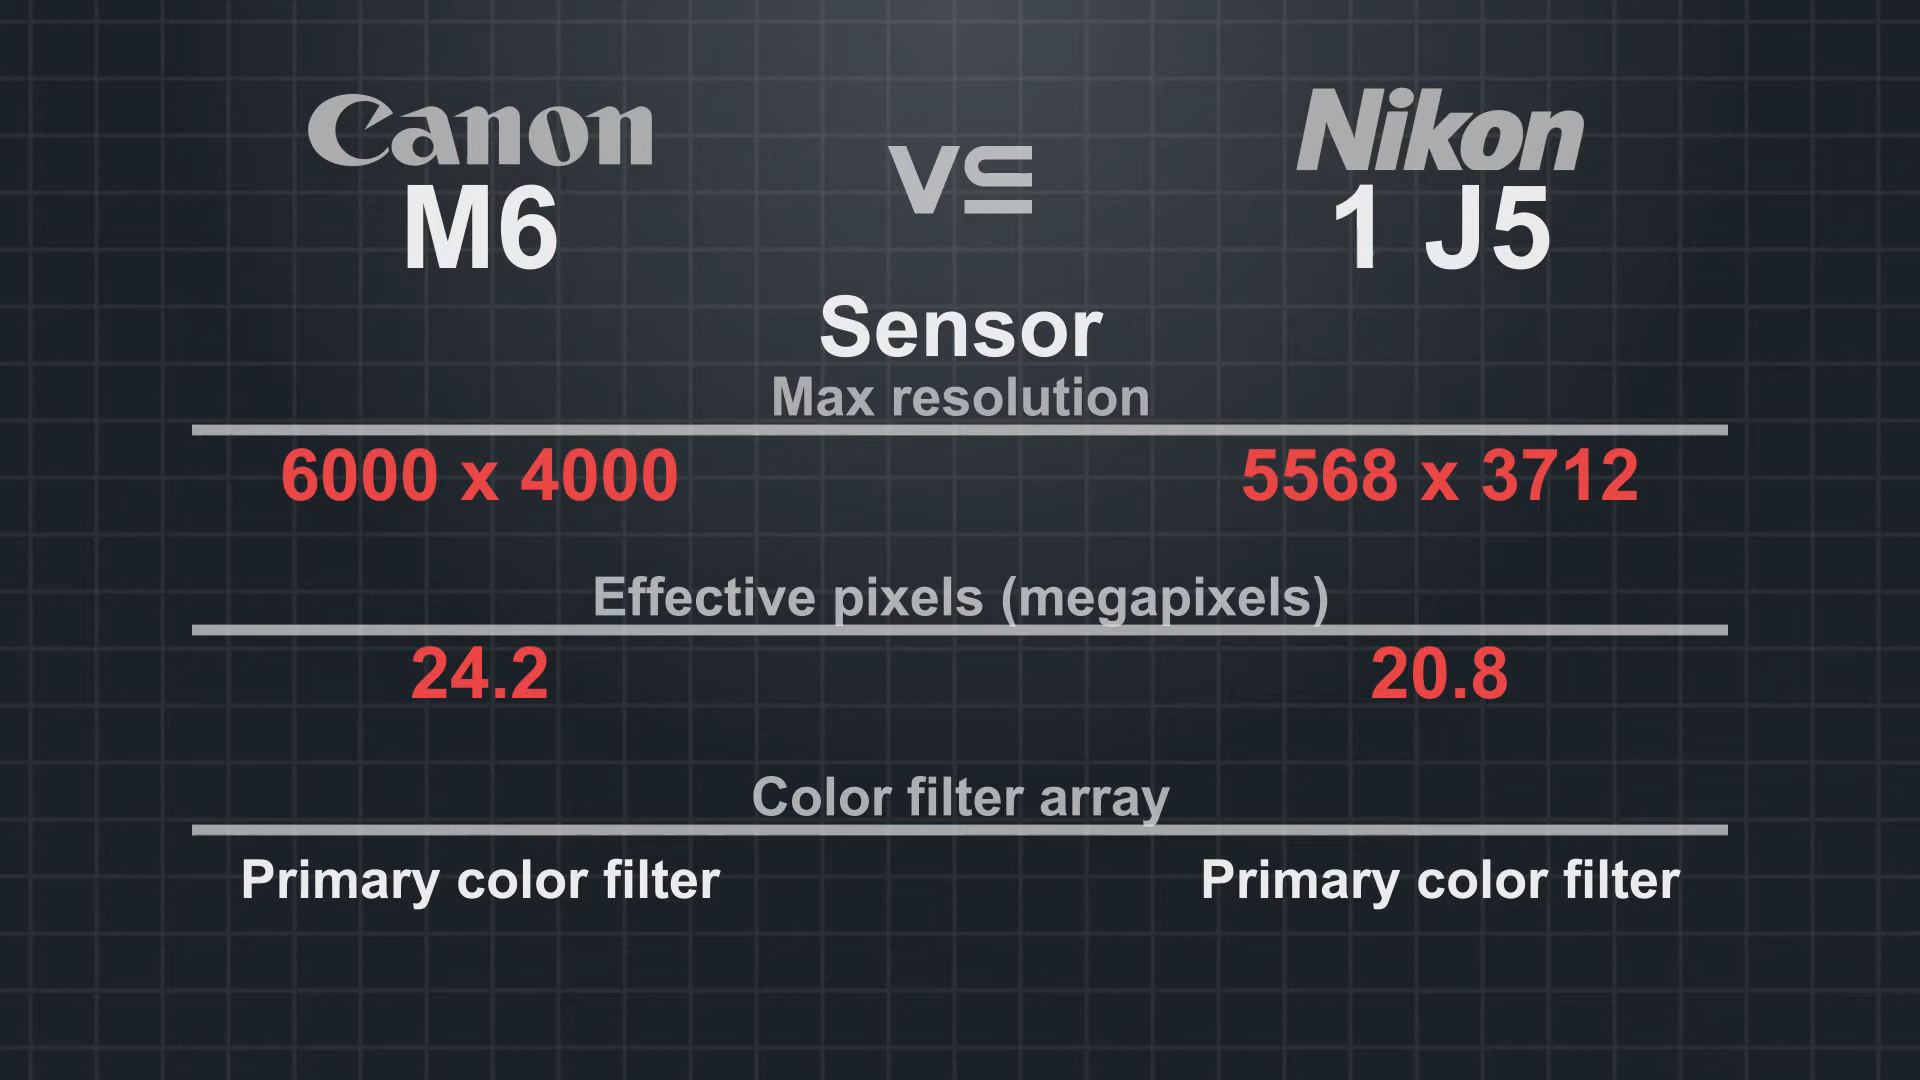 Canon VS Nikon
M6 1 J5
Sensor
Max resolution
6000 x 4000 5568 x 3712
Effective pixels (megapixels)
24.2 20.8
Color filter array
Primary color filter Primary color filter